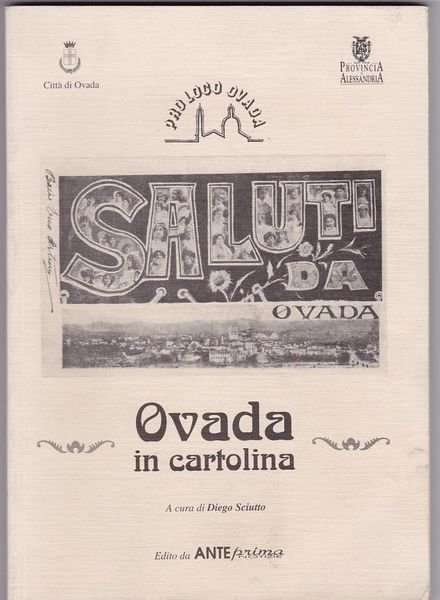 Città di Ovada
PROVINCIA
DI
ALESSANDRIA
PRO LOCO OVADA
SALUTI
DA
OVADA
Ovada
in cartolina
A cura di Diego Sciutto
Edito da ANTEprima